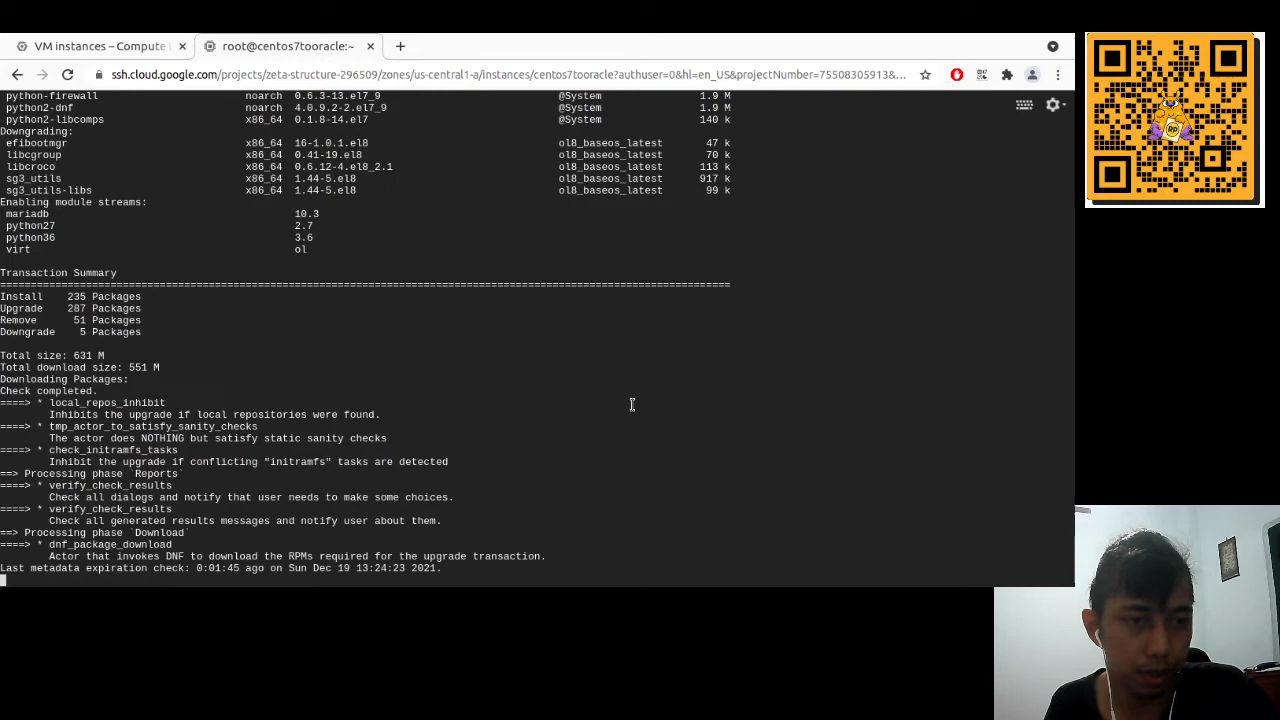 VM instances – Compute
root@centos7tooracle:~
ssh.cloud.google.com/projects/zeta-structure-296509/zones/us-central1-a/instances/centos7tooracle?authuser=0&hl=en_US&projectNumber=75508305913&...
python-firewall noarch 0.6.3-13.el7_9 @System 1.9 M
python2-dnf noarch 4.0.9.2-2.el7_9 @System 1.9 M
python2-libcomps x86_64 0.1.8-14.el7 @System 140 k
Downgrading:
efibootmgr x86_64 16-1.0.1.el8 ol8_baseos_latest 47 k
libcgroup x86_64 0.41-19.el8 ol8_baseos_latest 70 k
libcroco x86_64 0.6.12-4.el8_2.1 ol8_baseos_latest 113 k
sg3_utils x86_64 1.44-5.el8 ol8_baseos_latest 917 k
sg3_utils-libs x86_64 1.44-5.el8 ol8_baseos_latest 99 k
Enabling module streams:
mariadb 10.3
python27 2.7
python36 3.6
virt ol
Transaction Summary
================================================================================
Install 235 Packages
Upgrade 287 Packages
Remove 51 Packages
Downgrade 5 Packages
Total size: 631 M
Total download size: 551 M
Downloading Packages:
Check completed.
====> * local_repos_inhibit
Inhibits the upgrade if local repositories were found.
====> * tmp_actor_to_satisfy_sanity_checks
The actor does NOTHING but satisfy static sanity checks
====> * check_initramfs_tasks
Inhibit the upgrade if conflicting "initramfs" tasks are detected
==> Processing phase `Reports`
====> * verify_check_results
Check all dialogs and notify that user needs to make some choices.
====> * verify_check_results
Check all generated results messages and notify user about them.
==> Processing phase `Download`
====> * dnf_package_download
Actor that invokes DNF to download the RPMs required for the upgrade transaction.
Last metadata expiration check: 0:01:45 ago on Sun Dec 19 13:24:23 2021.
RP